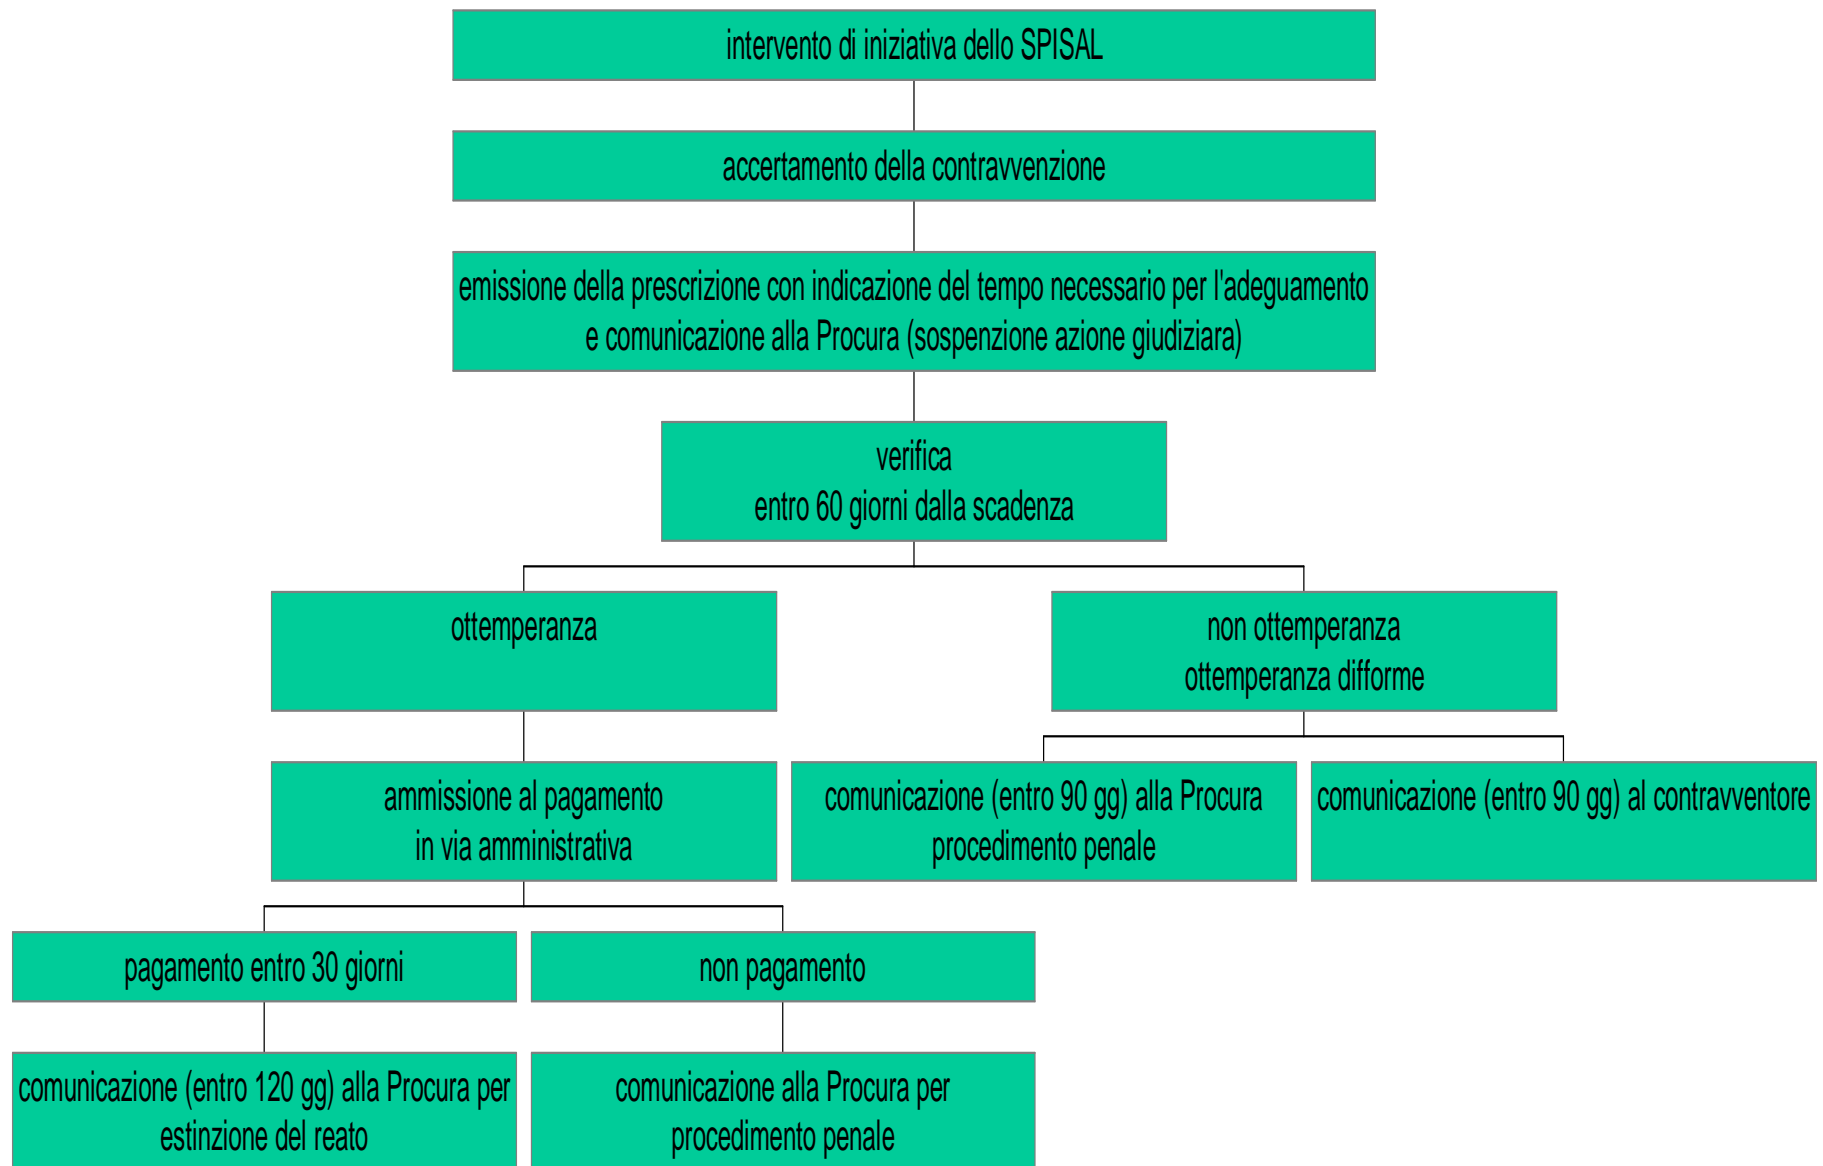 intervento di iniziativa dello SPISAL
accertamento della contravvenzione
emissione della prescrizione con indicazione del tempo necessario per l'adeguamento
e comunicazione alla Procura (sospenzione azione giudiziara)
verifica
entro 60 giorni dalla scadenza
ottemperanza
non ottemperanza
ottemperanza difforme
ammissione al pagamento
in via amministrativa
comunicazione (entro 90 gg) alla Procura
procedimento penale
comunicazione (entro 90 gg) al contravventore
pagamento entro 30 giorni
non pagamento
comunicazione (entro 120 gg) alla Procura per
estinzione del reato
comunicazione alla Procura per
procedimento penale